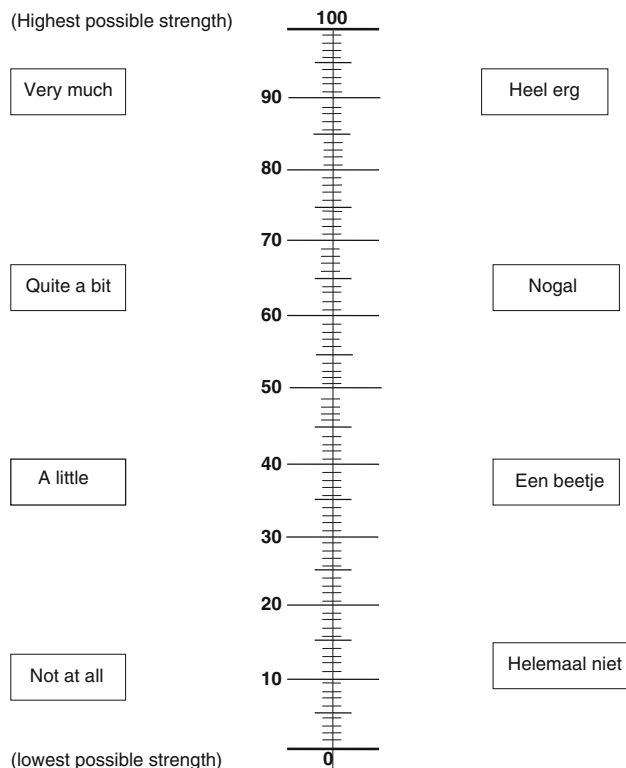 (Highest possible strength)
100
Very much
Heel erg
90
80
70
Quite a bit
Nogal
60
50
A little
Een beetje
40
30
20
Not at all
Helemaal niet
10
(lowest possible strength)
0